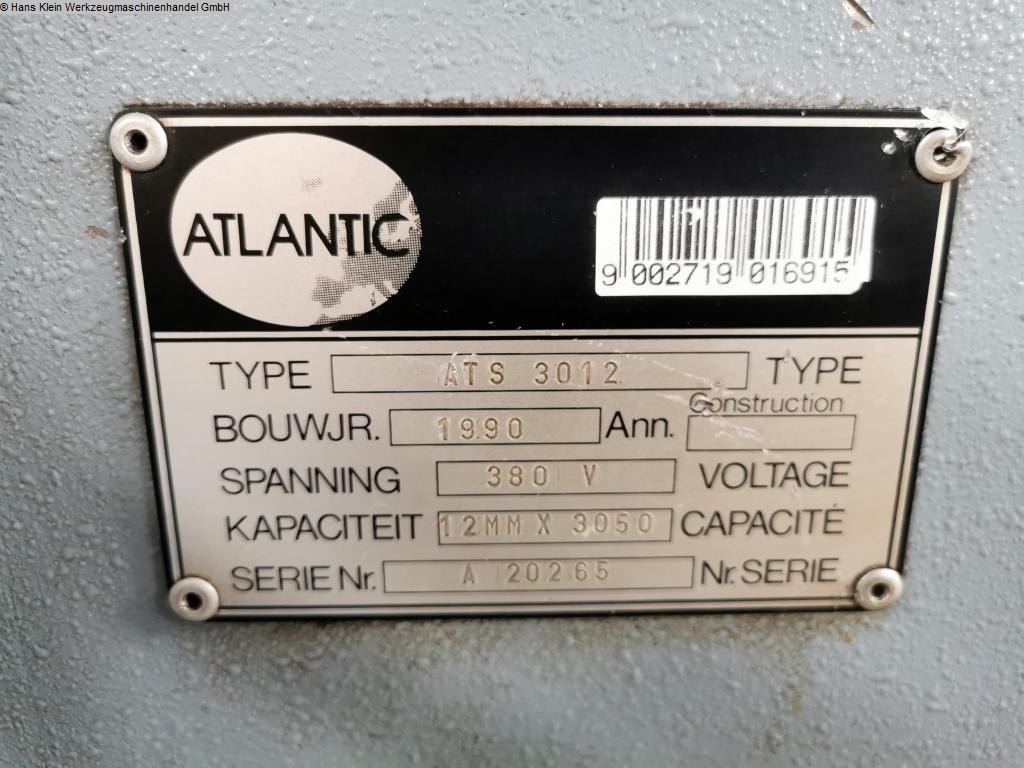 © Hans Klein Werkzeugmaschinenhandel GmbH
ATLANTIC
9 002719 016915
TYPE ATS 3012 TYPE
BOUWJR. 1990 Ann. Construction
SPANNING 380 V VOLTAGE
KAPACITEIT 12MM X 3050 CAPACITÉ
SERIE Nr. A 20265 Nr. SERIE